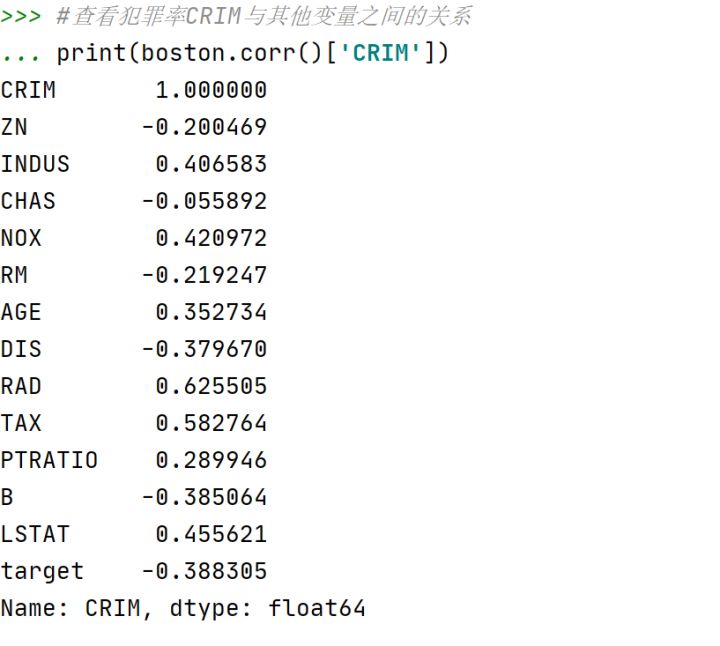 >>> #查看犯罪率CRIM与其他变量之间的关系
... print(boston.corr()['CRIM'])
CRIM       1.000000
ZN        -0.200469
INDUS      0.406583
CHAS      -0.055892
NOX        0.420972
RM        -0.219247
AGE        0.352734
DIS       -0.379670
RAD        0.625505
TAX        0.582764
PTRATIO    0.289946
B         -0.385064
LSTAT      0.455621
target    -0.388305
Name: CRIM, dtype: float64